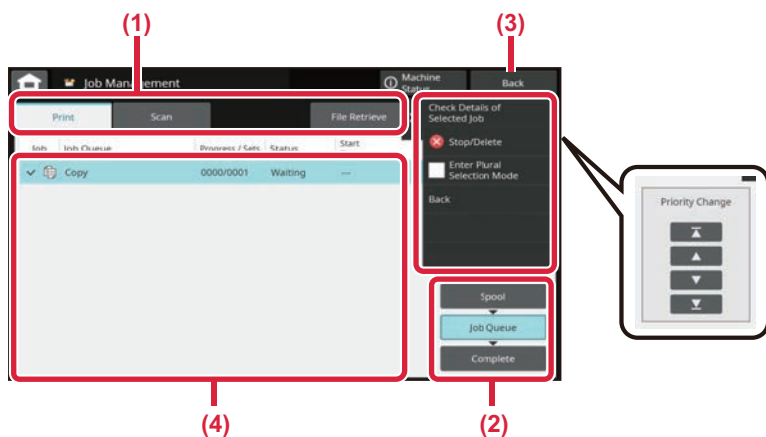 (1)
(3)
Job Management
Machine
Status
Back
Print
Scan
File Retrieve
Check Details of
Selected Job
Job
Job Queue
Progress / Sets
Status
Start
Stop/Delete
Copy
0000/0001
Waiting
---
Enter Plural
Selection Mode
Back
Priority Change
Spool
Job Queue
Complete
(4)
(2)